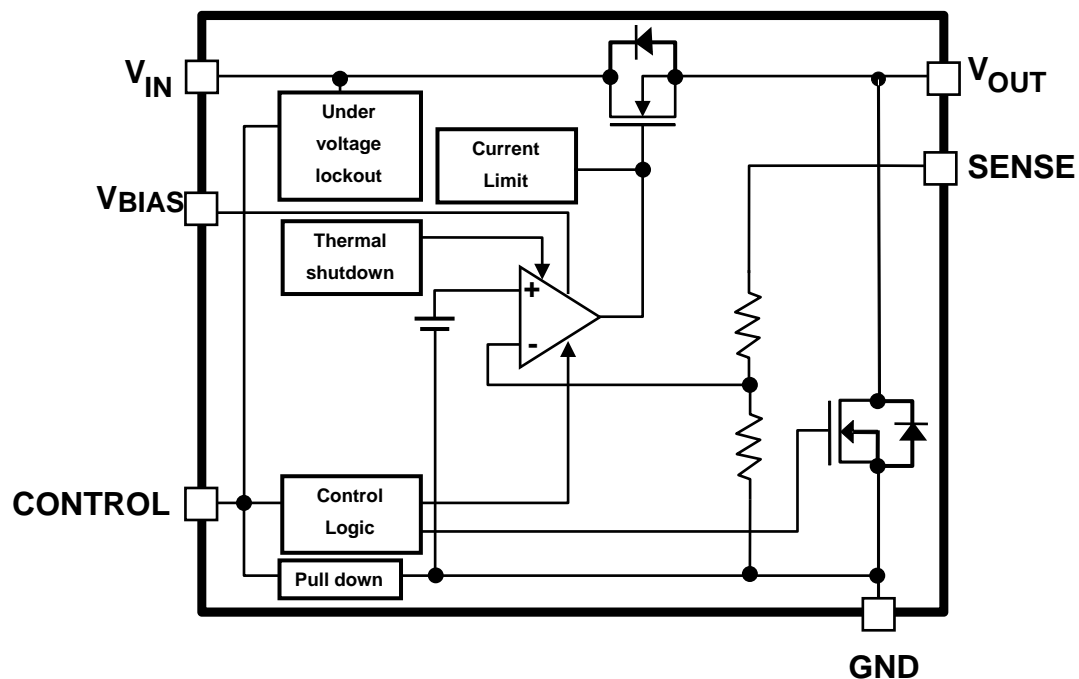 VIN
VOUT
Under
voltage
lockout
Current
Limit
SENSE
VBIAS
Thermal
shutdown
+
-
CONTROL
Control
Logic
Pull down
GND